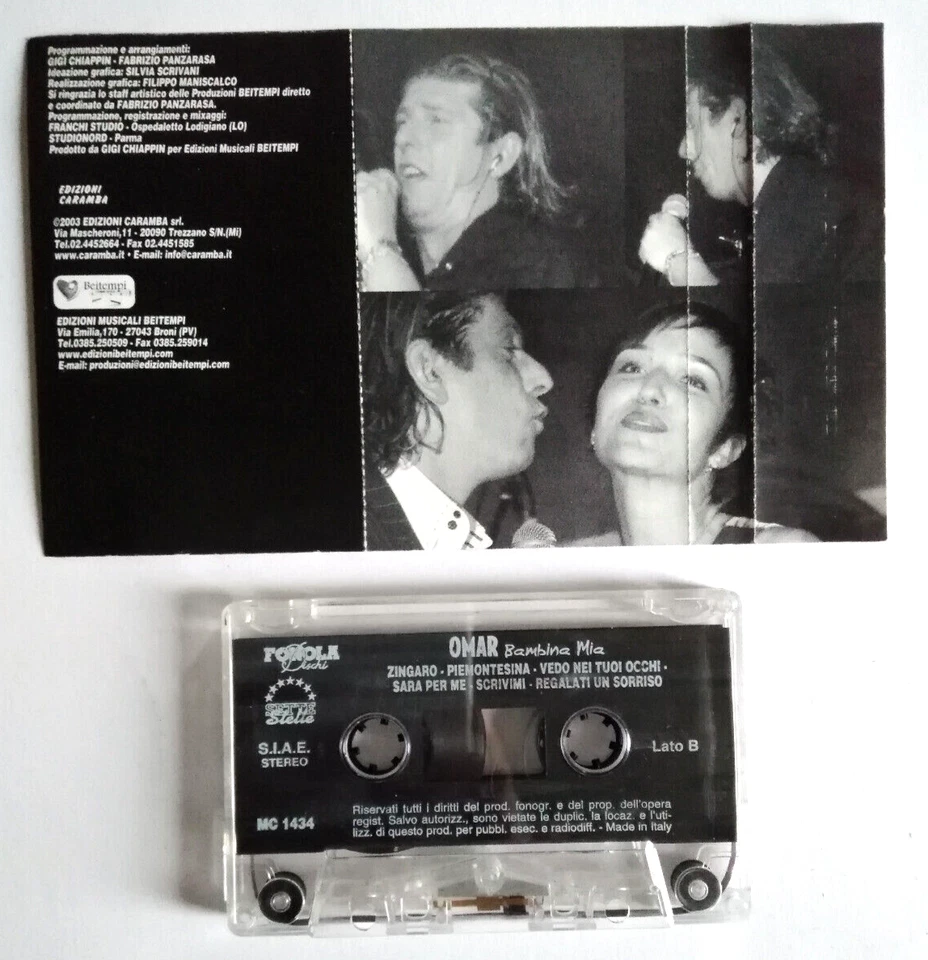 Programmazione e arrangiamenti:
GIGI CHIAPPIN - FABRIZIO PANZARASA
Ideazione grafica: SILVIA SCRIVANI
Realizzazione grafica: FILIPPO MANISCALCO
Si ringrazia lo staff artistico delle Produzioni BEITEMPI diretto
e coordinato da FABRIZIO PANZARASA.
Programmazione, registrazione e mixaggi:
FRANCHI STUDIO - Ospedaletto Lodigiano (LO)
STUDIONORD - Parma
Prodotto da GIGI CHIAPPIN per Edizioni Musicali BEITEMPI
EDIZIONI
CARAMBA
©2003 EDIZIONI CARAMBA srl.
Via Mascheroni,11 - 20090 Trezzano S/N.(Mi)
Tel.02.4452664 - Fax 02.4451585
www.caramba.it • E-mail: info@caramba.it
Beitempi
EDIZIONI MUSICALI BEITEMPI
Via Emilia,170 - 27043 Broni (PV)
Tel.0385.250509 - Fax 0385.259014
www.edizionibeitempi.com
E-mail: produzioni@edizionibeitempi.com
FONOLA
Dischi
OMAR Bambina Mia
ZINGARO - PIEMONTESINA - VEDO NEI TUOI OCCHI -
SARA PER ME - SCRIVIMI - REGALATI UN SORRISO
SETTE
Stelle
S.I.A.E.
STEREO
Lato B
MC 1434
Riservati tutti i diritti del prod. fonogr. e del prop. dell'opera
regist. Salvo autorizz., sono vietate le duplic. la locaz. e l'uti-
lizz. di questo prod. per pubbl. esec. e radiodiff. - Made in Italy